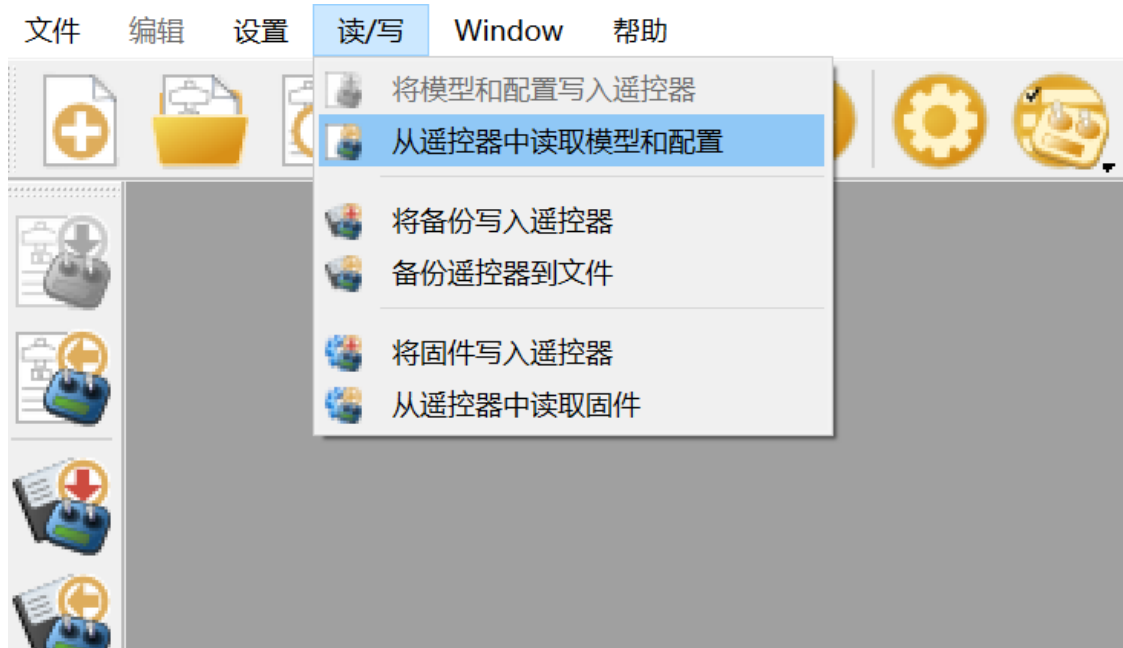 文件 编辑 设置 读/写 Window 帮助
将模型和配置写入遥控器
从遥控器中读取模型和配置
将备份写入遥控器
备份遥控器到文件
将固件写入遥控器
从遥控器中读取固件